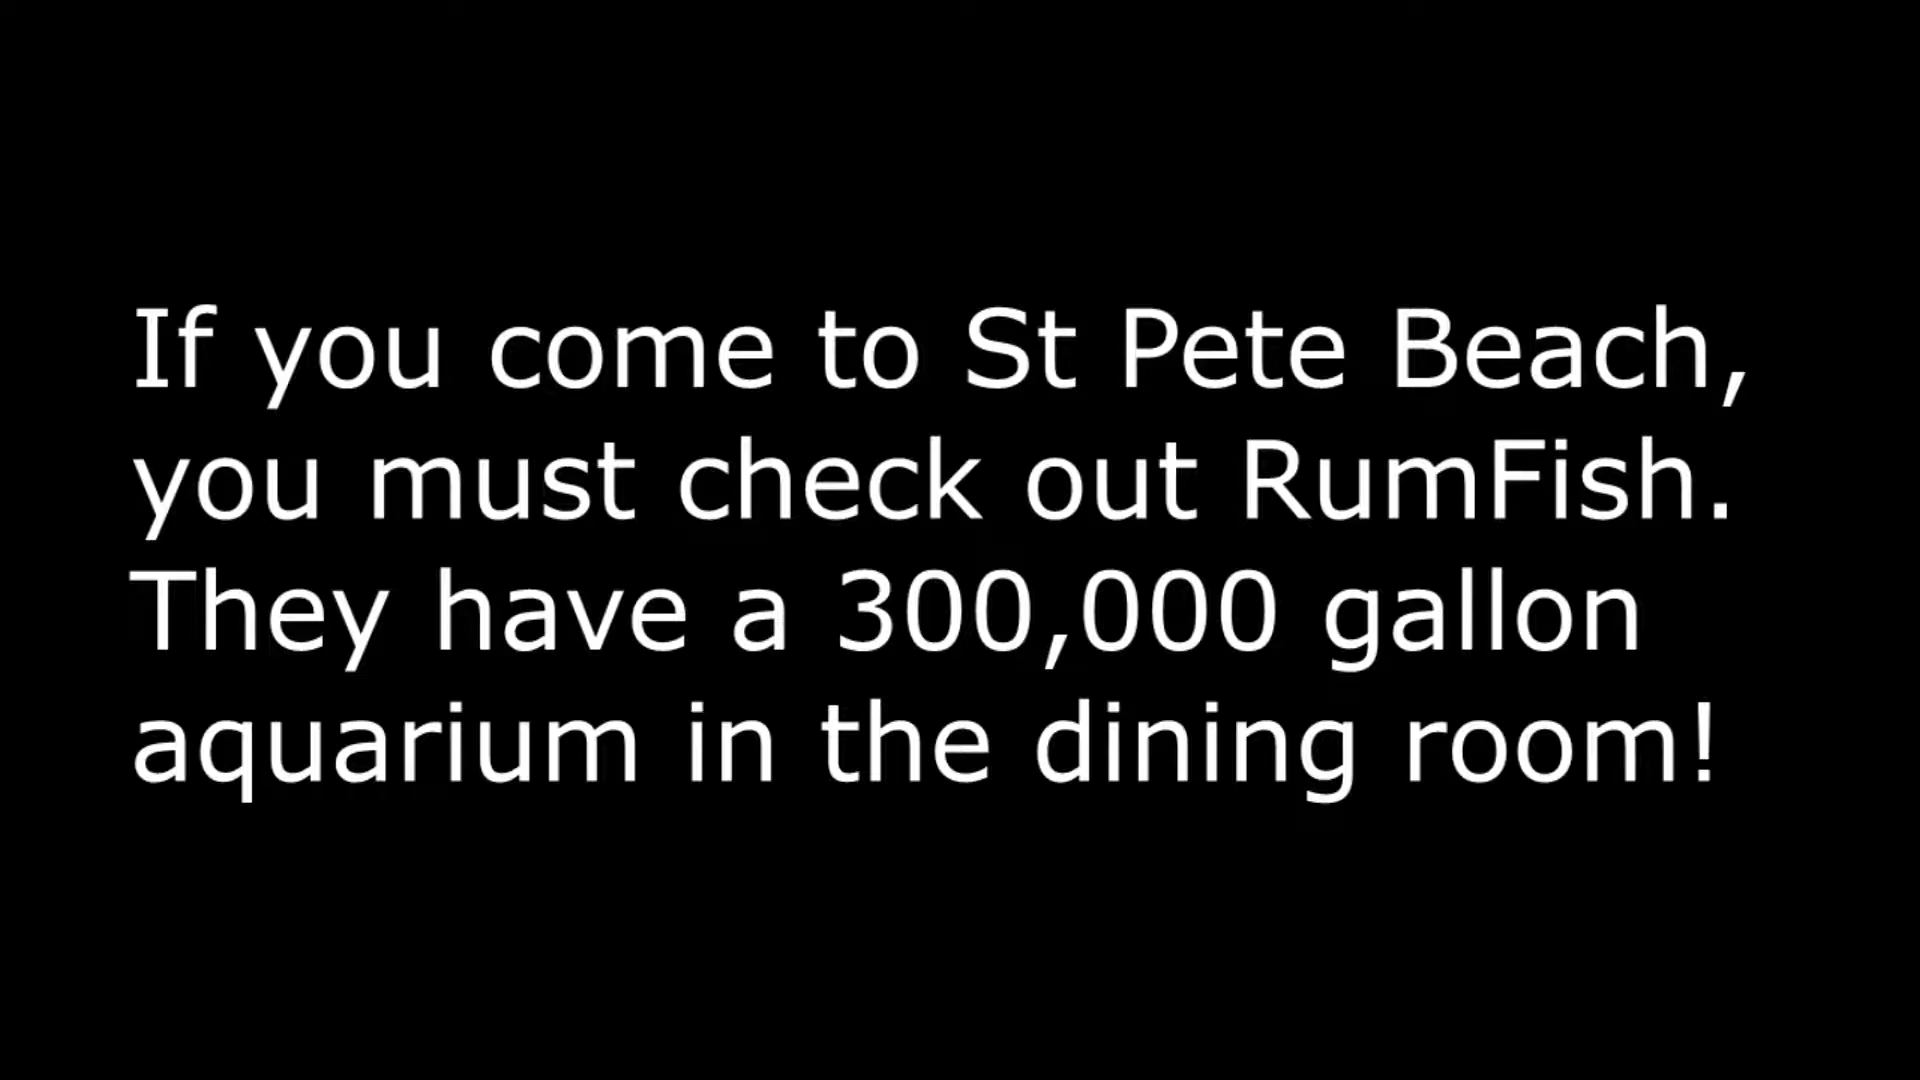 If you come to St Pete Beach,
you must check out RumFish.
They have a 300,000 gallon
aquarium in the dining room!